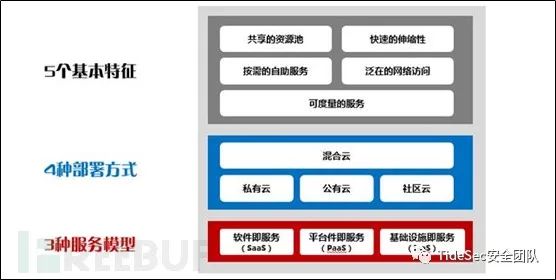 5个基本特征
共享的资源池
快速的伸缩性
按需的自助服务
泛在的网络访问
可度量的服务
4种部署方式
混合云
私有云
公有云
社区云
3种服务模型
软件即服务
(SaaS)
平台件即服务
(PaaS)
基础设施即服务
REEBUF
TideSec安全团队